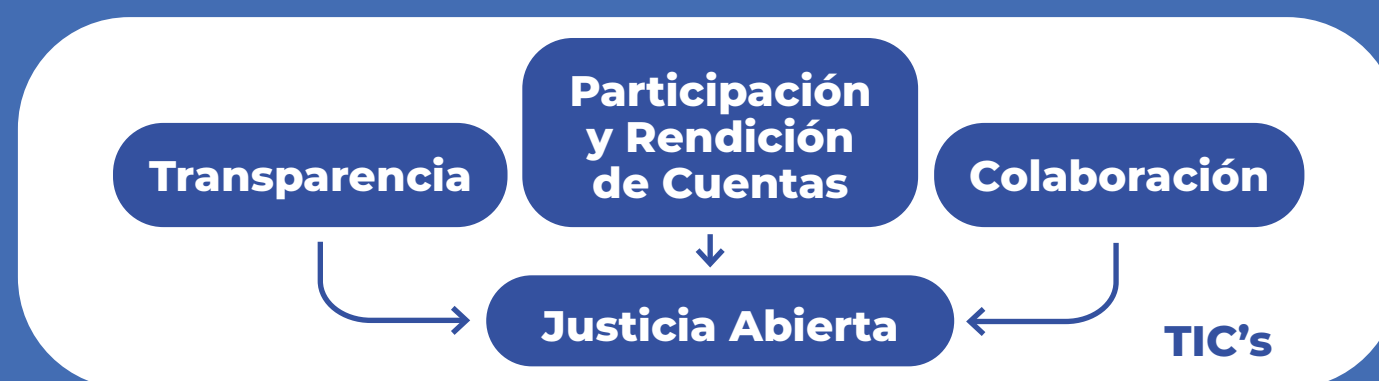 Participación
y Rendición
de Cuentas
Transparencia
Colaboración
Justicia Abierta
TIC’s